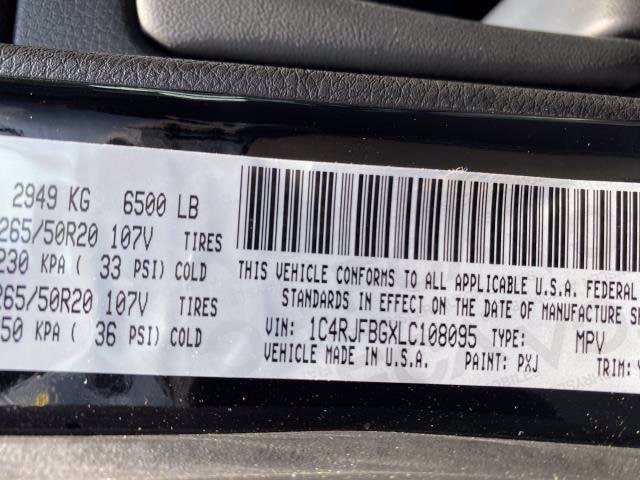 2949 KG 6500 LB
265/50R20 107V TIRES
230 KPA ( 33 PSI) COLD
265/50R20 107V TIRES
250 KPA ( 36 PSI) COLD
THIS VEHICLE CONFORMS TO ALL APPLICABLE U.S.A. FEDERAL
STANDARDS IN EFFECT ON THE DATE OF MANUFACTURE
VIN: 1C4RJFBGXLC108095 TYPE: MPV
VEHICLE MADE IN U.S.A. PAINT: PXJ TRIM: